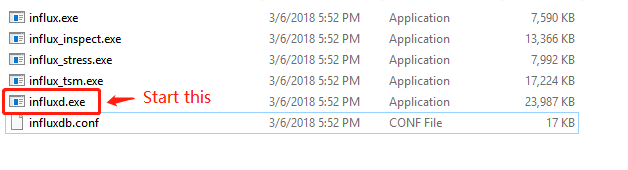 influx.exe 3/6/2018 5:52 PM Application 7,590 KB
influx_inspect.exe 3/6/2018 5:52 PM Application 13,366 KB
influx_stress.exe 3/6/2018 5:52 PM Application 7,992 KB
influx_tsm.exe 3/6/2018 5:52 PM Application 17,224 KB
influxd.exe Start this 3/6/2018 5:52 PM Application 23,987 KB
influxdb.conf 3/6/2018 5:52 PM CONF File 17 KB